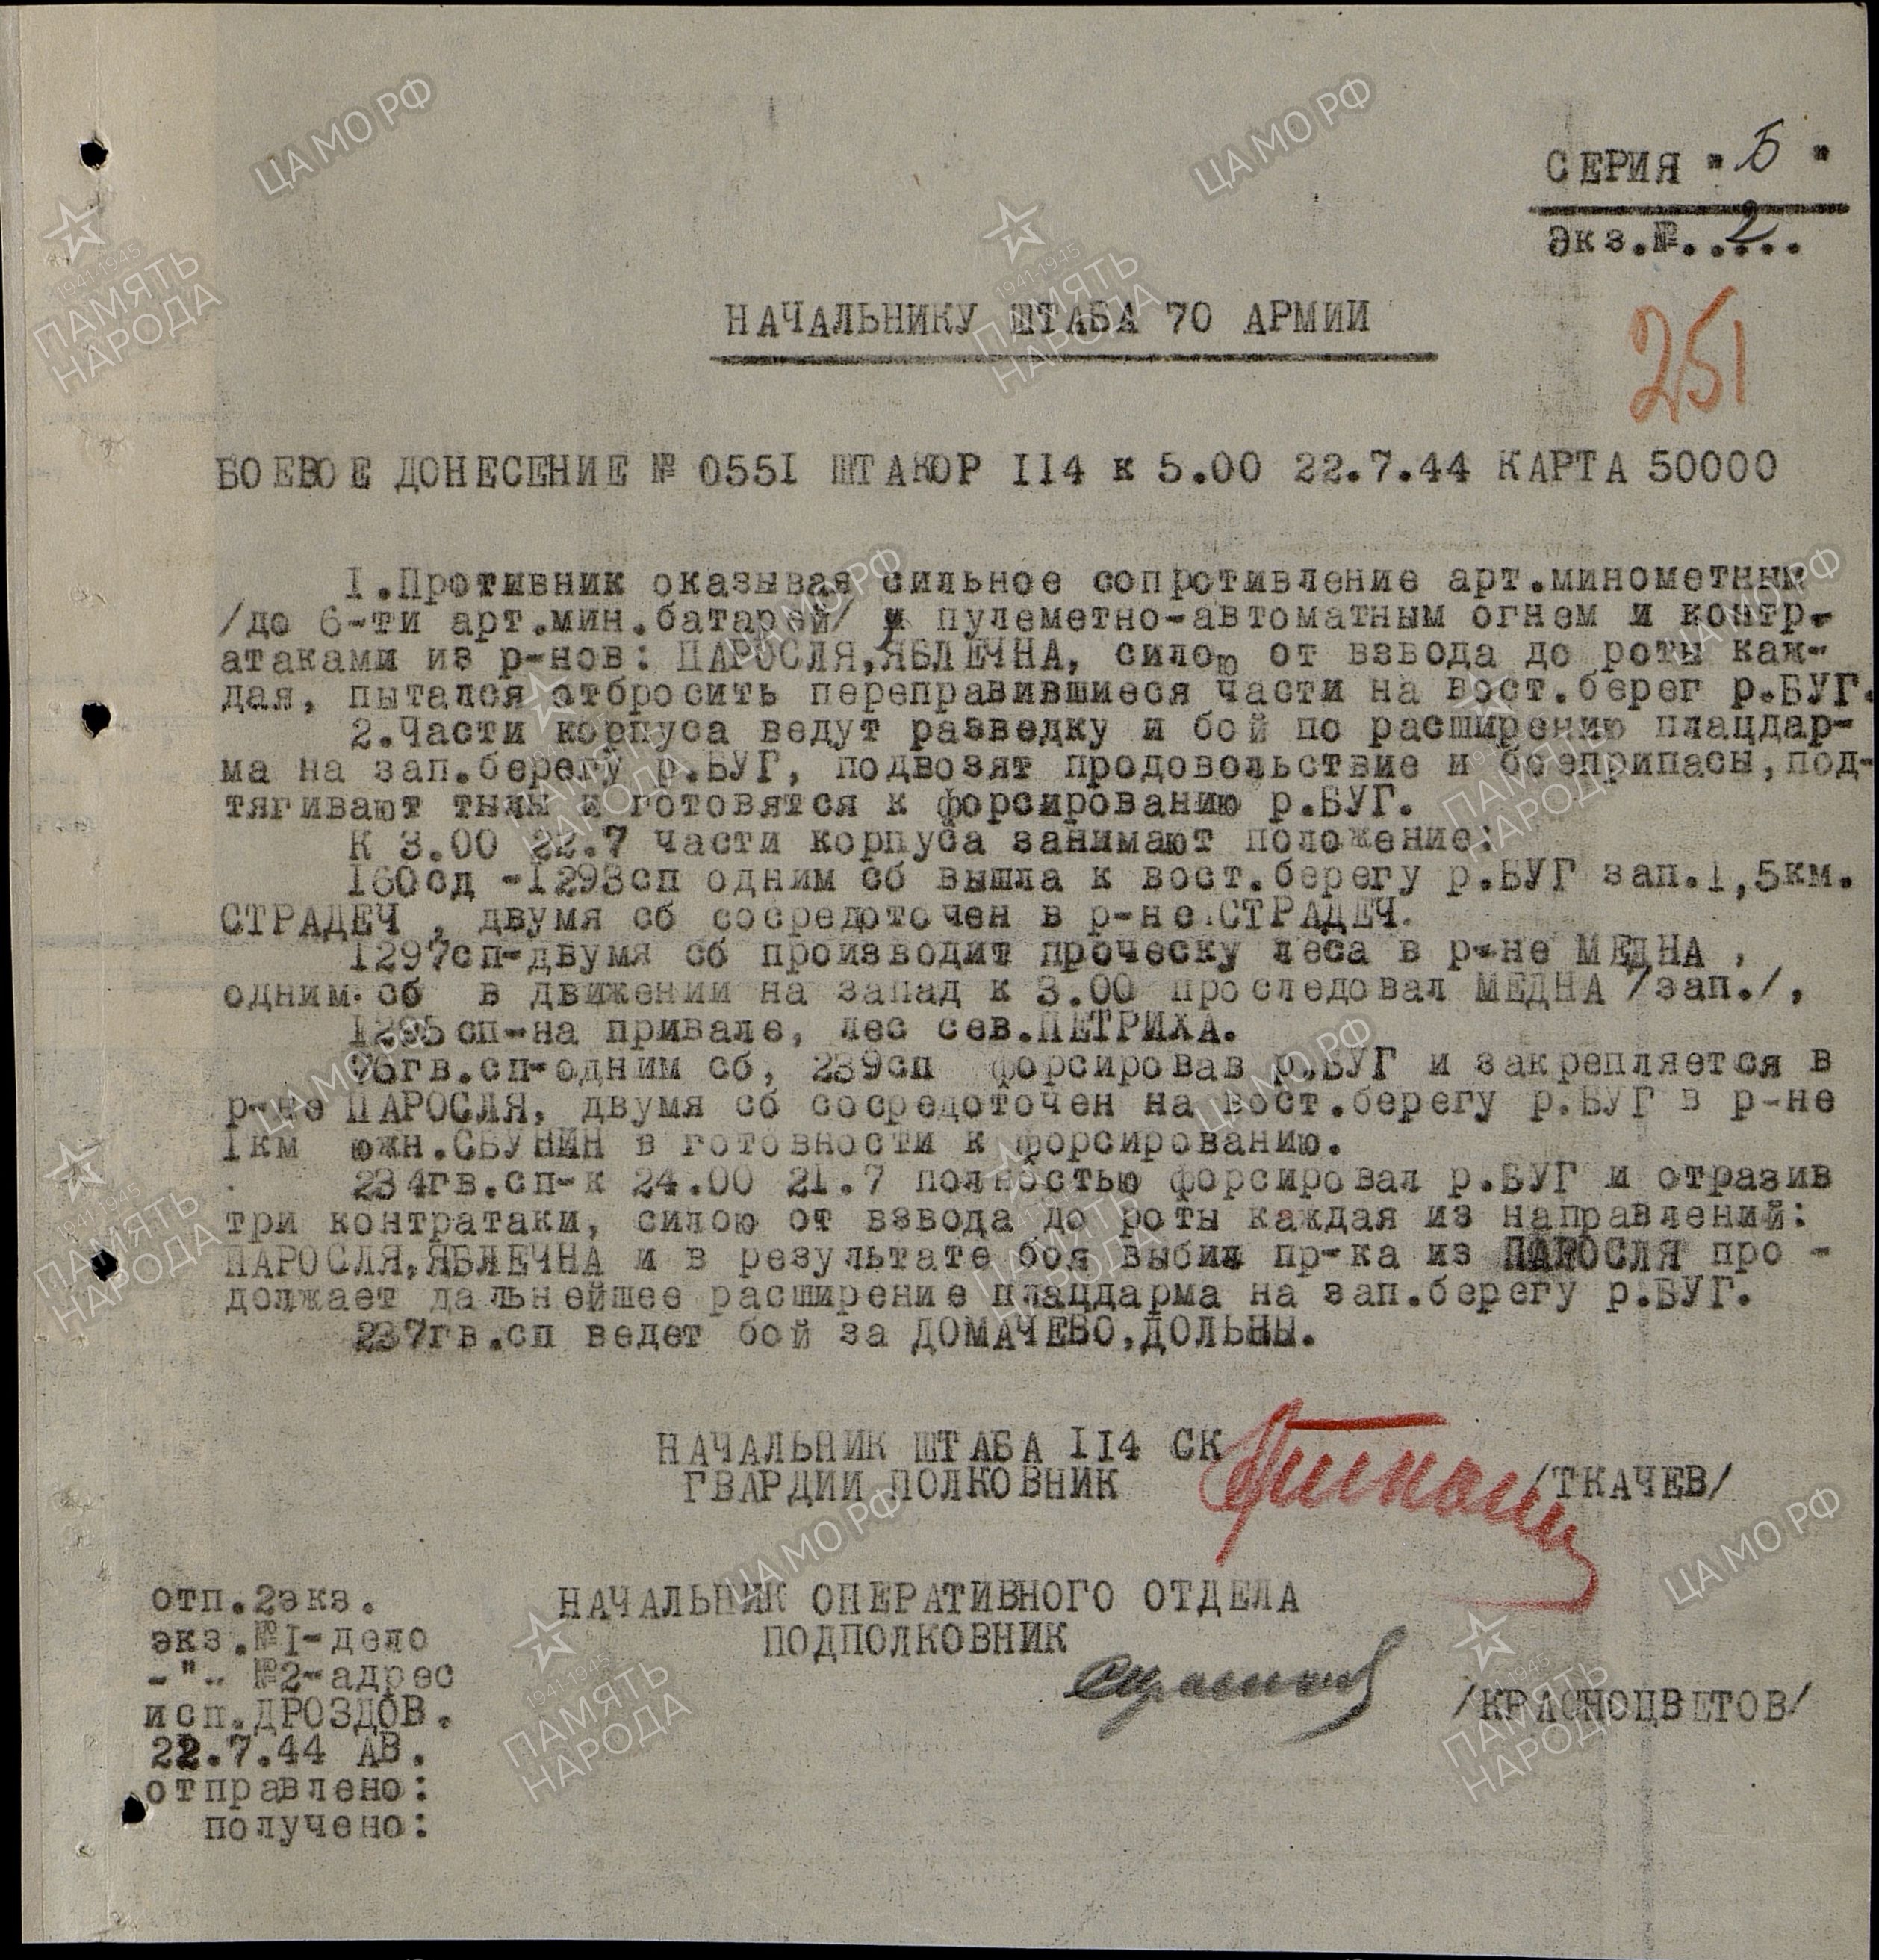 СЕРИЯ "Б"
Экз.№..2...
НАЧАЛЬНИКУ ШТАБА 70 АРМИИ
251
БОЕВОЕ ДОНЕСЕНИЕ № 055I ШТАКОР II4 к 5.00 22.7.44 КАРТА 50000
I.Противник оказывая сильное сопротивление арт.минометным
/до 6-ти арт.мин.батарей/ и пулеметно-автоматным огнем и контр-
атаками из р-нов: ПАРОСЛЯ,ЯБЛЕЧНА, силою от взвода до роты каж-
дая, пытался отбросить переправившиеся части на вост.берег р.БУГ.
2.Части корпуса ведут разведку и бой по расширению плацдар-
ма на зап.берегу р.БУГ, подвозят продовольствие и боеприпасы,под-
тягивают тылы и готовятся к форсированию р.БУГ.
К 3.00 22.7 части корпуса занимают положение:
160сд -1293сп одним сб вышла к вост.берегу р.БУГ зап.1,5км.
СТРАДЕЧ , двумя сб сосредоточен в р-не СТРАДЕЧ.
1297сп-двумя сб производит проческу леса в р-не МЕДНА ,
одним сб в движении на запад к 3.00 проследовал МЕДНА /зап./,
1295сп-на привале, лес сев.ПЕТРИХА.
76гв.сп-одним сб, 239сп форсировав р.БУГ и закрепляется в
р-не ПАРОСЛЯ, двумя сб сосредоточен на вост.берегу р.БУГ в р-не
1км южн.СБУНИН в готовности к форсированию.
234гв.сп-к 24.00 21.7 полностью форсировал р.БУГ и отразив
три контратаки, силою от взвода до роты каждая из направлений:
ПАРОСЛЯ,ЯБЛЕЧНА и в результате боя выбил пр-ка из ПАРОСЛЯ про -
должает дальнейшее расширение плацдарма на зап.берегу р.БУГ.
237гв.сп ведет бой за ДОМАЧЕВО,ДОЛЬНЫ.
НАЧАЛЬНИК ШТАБА II4 СК
ГВАРДИИ ПОЛКОВНИК /ТКАЧЕВ/
НАЧАЛЬНИК ОПЕРАТИВНОГО ОТДЕЛА
ПОДПОЛКОВНИК
/КРАСНОЦВЕТОВ/
отп.2экз.
экз.№I-дело
-"- №2-адрес
исп.ДРОЗДОВ.
22.7.44 АВ.
отправлено:
получено:
ЦАМО РФ
1941-1945
ПАМЯТЬ
НАРОДА